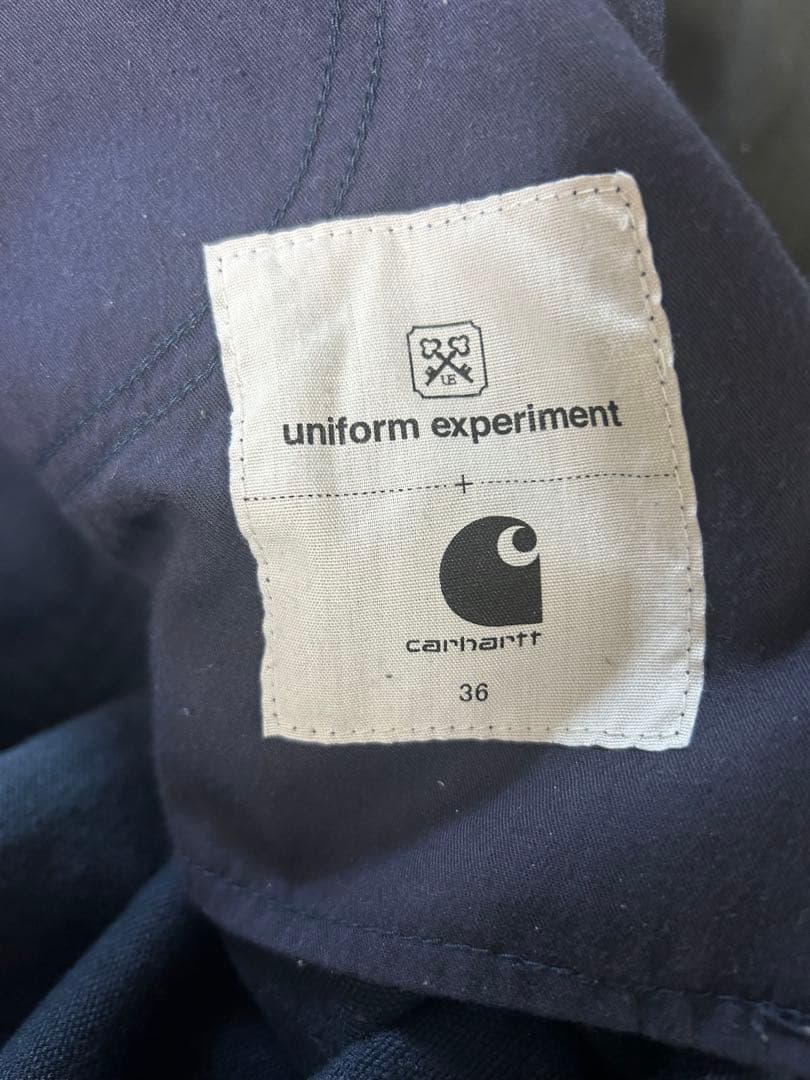 UE
uniform experiment
+
carhartt
36